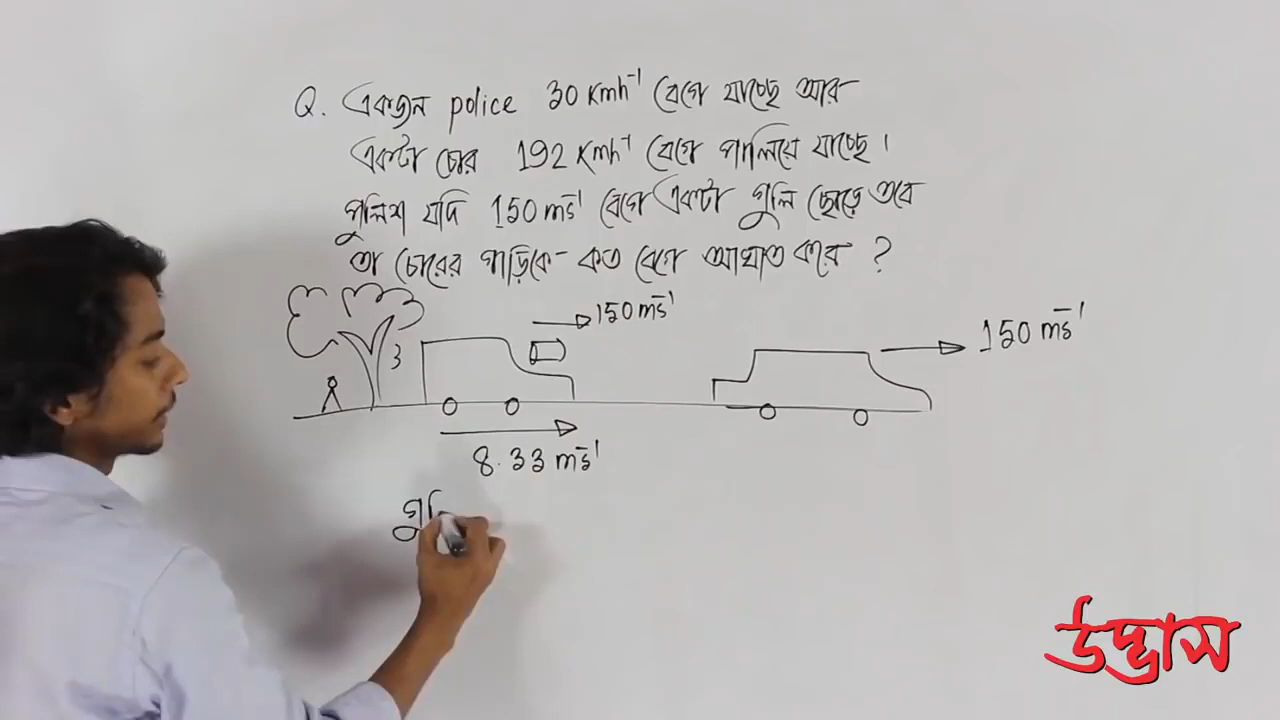 Q. একজন police 30 Kmh⁻¹ বেগে যাচ্ছে আর
একটা চোর 192 Kmh⁻¹ বেগে পালিয়ে যাচ্ছে।
পুলিশ যদি 150 ms⁻¹ বেগে একটা গুলি ছোড়ে তবে
তা চোরের গাড়িকে কত বেগে আঘাত করে ?
150 ms⁻¹
150 ms⁻¹
8.33 ms⁻¹
উদ্ভাস